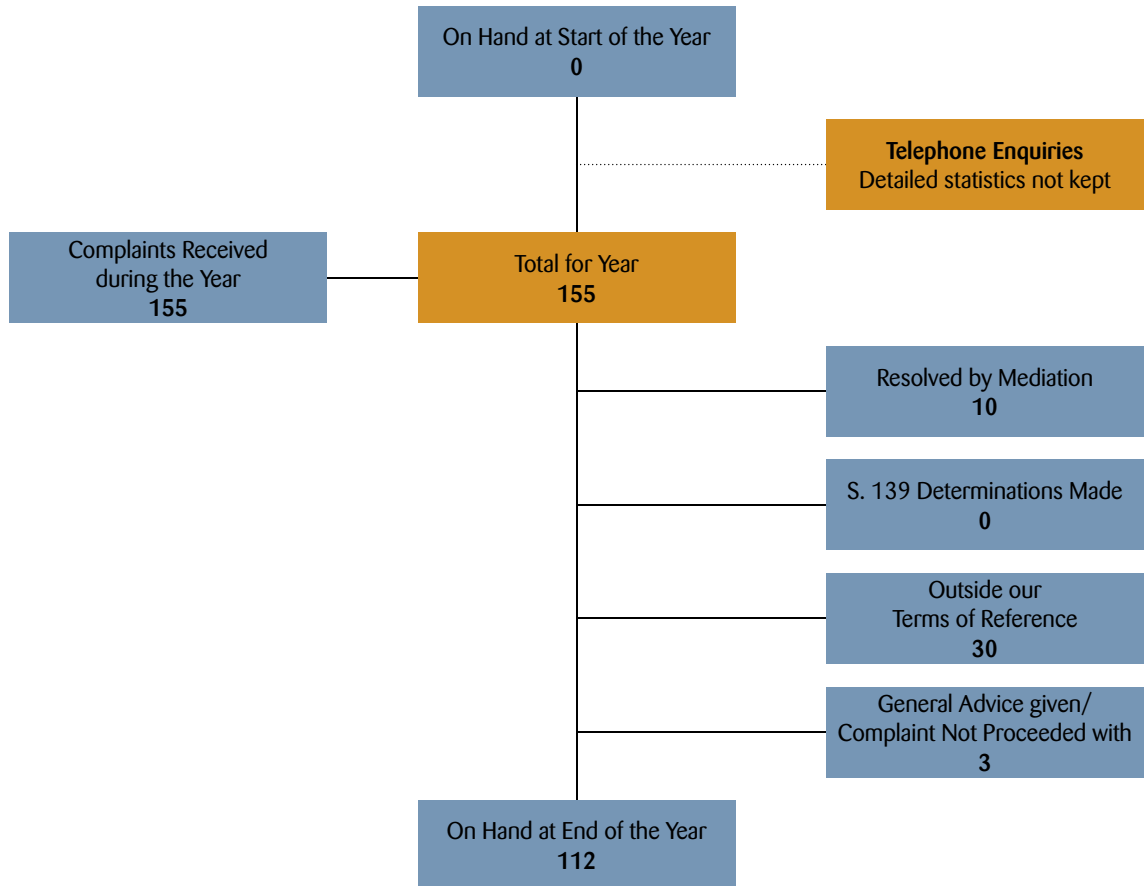 On Hand at Start of the Year
0
Telephone Enquiries
Detailed statistics not kept
Complaints Received
during the Year
155
Total for Year
155
Resolved by Mediation
10
S. 139 Determinations Made
0
Outside our
Terms of Reference
30
General Advice given/
Complaint Not Proceeded with
3
On Hand at End of the Year
112